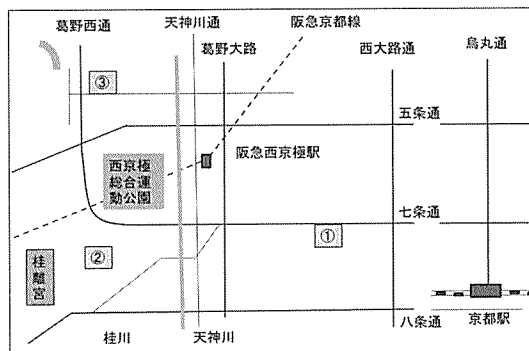 葛野西通
天神川通
阪急京都線
葛野大路
西大路通
烏丸通
③
五条通
阪急西京極駅
西京極
総合運
動公園
七条通
①
②
桂
離
宮
桂川
天神川
八条通
京都駅